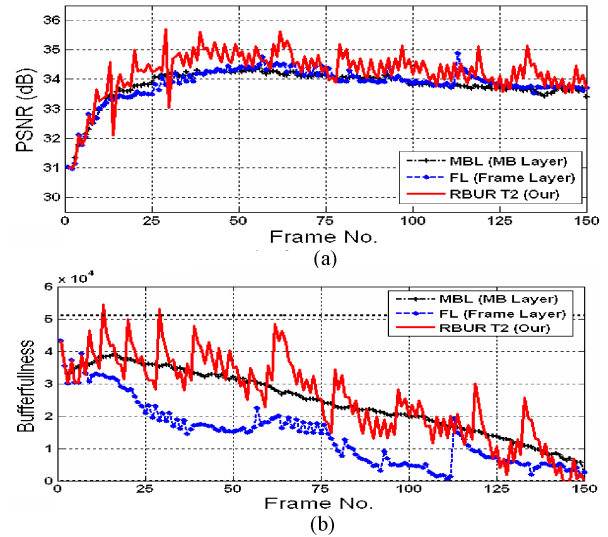 36
35
34
33
32
31
30
PSNR (dB)
0 25 50 75 100 125 150
MBL (MB Layer)
FL (Frame Layer)
RBUR T2 (Our)
Frame No.
(a)
x 10⁴
6
5
4
3
2
1
0
Bufferfullness
0 25 50 75 100 125 150
MBL (MB Layer)
FL (Frame Layer)
RBUR T2 (Our)
Frame No.
(b)